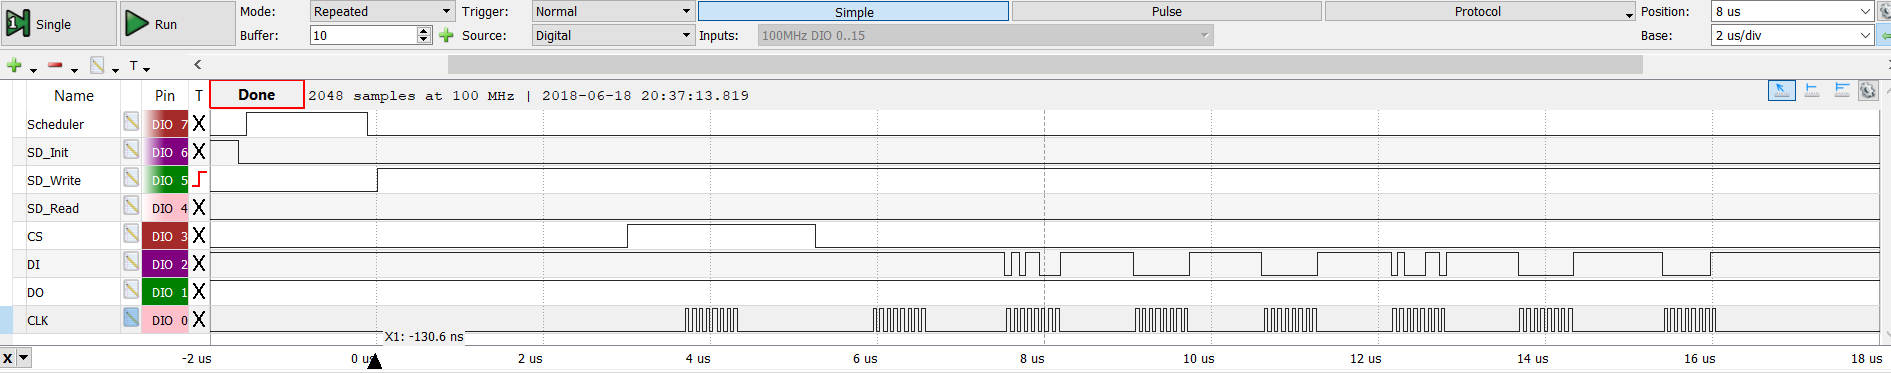 Single
Run
Mode: Repeated Trigger: Normal Simple Pulse Protocol Position: 8 us
Buffer: 10 Source: Digital Inputs: 100MHz DIO 0..15 Base: 2 us/div
T
Name Pin T Done 2048 samples at 100 MHz | 2018-06-18 20:37:13.819
Scheduler DIO 7 X
SD_Init DIO 6 X
SD_Write DIO 5
SD_Read DIO 4 X
CS DIO 3 X
DI DIO 2 X
DO DIO 1 X
CLK DIO 0 X
X1: -130.6 ns
X -2 us 0 us 2 us 4 us 6 us 8 us 10 us 12 us 14 us 16 us 18 us